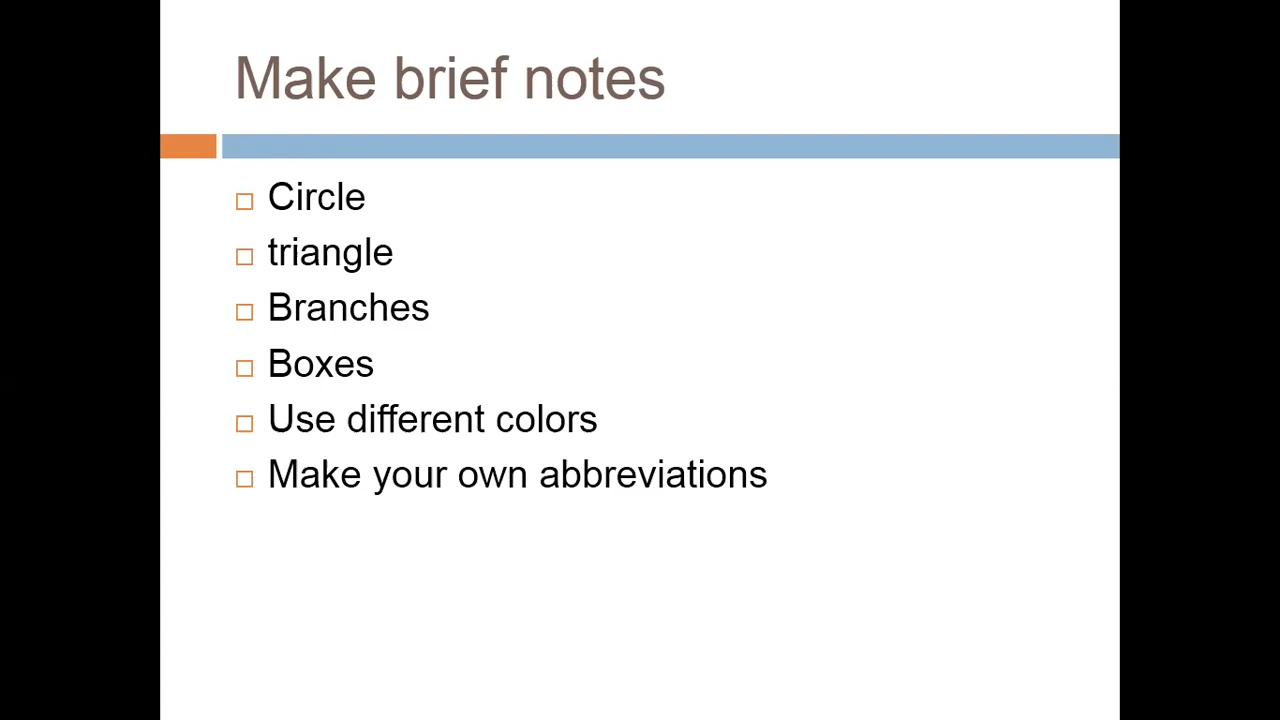 Make brief notes
Circle
triangle
Branches
Boxes
Use different colors
Make your own abbreviations